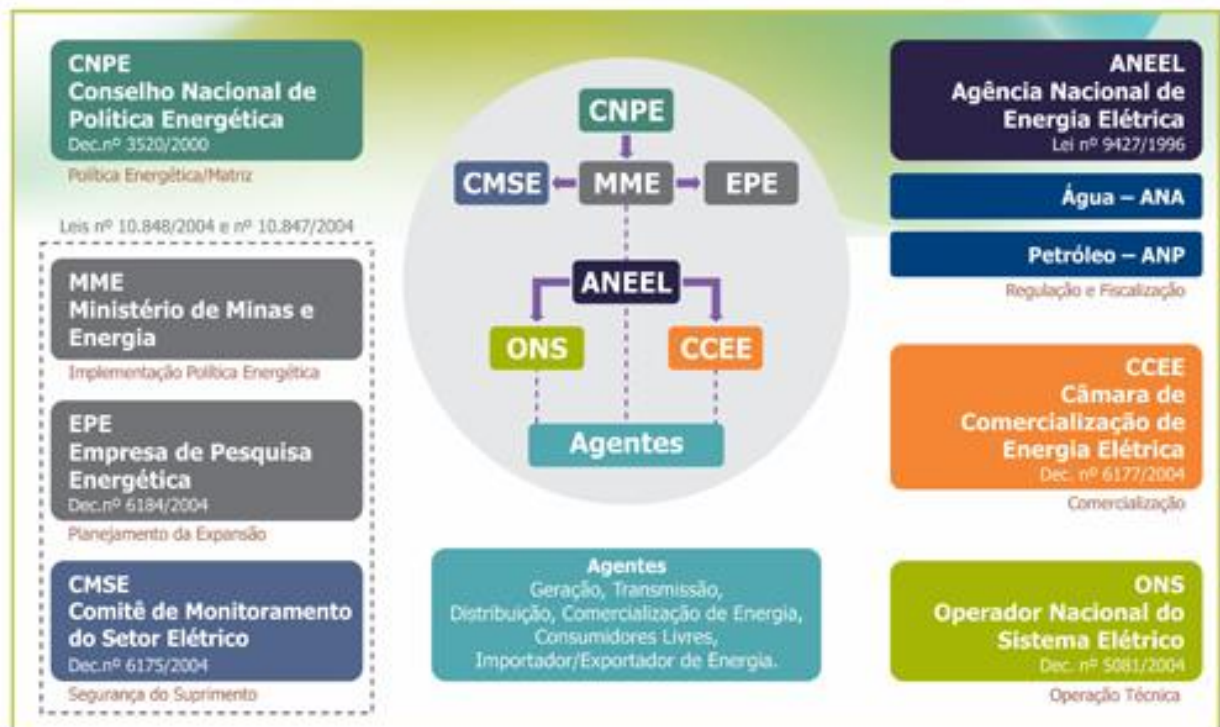 CNPE
Conselho Nacional de
Política Energética
Dec.nº 3520/2000
Política Energética/Matriz
Leis nº 10.848/2004 e nº 10.847/2004
MME
Ministério de Minas e
Energia
Implementação Política Energética
EPE
Empresa de Pesquisa
Energética
Dec.nº 6184/2004
Planejamento da Expansão
CMSE
Comitê de Monitoramento
do Setor Elétrico
Dec.nº 6175/2004
Segurança do Suprimento
CNPE
CMSE
MME
EPE
ANEEL
ONS
CCEE
Agentes
Agentes
Geração, Transmissão,
Distribuição, Comercialização de Energia,
Consumidores Livres,
Importador/Exportador de Energia.
ANEEL
Agência Nacional de
Energia Elétrica
Lei nº 9427/1996
Água – ANA
Petróleo – ANP
Regulação e Fiscalização
CCEE
Câmara de
Comercialização de
Energia Elétrica
Dec. nº 6177/2004
Comercialização
ONS
Operador Nacional do
Sistema Elétrico
Dec. nº 5081/2004
Operação Técnica